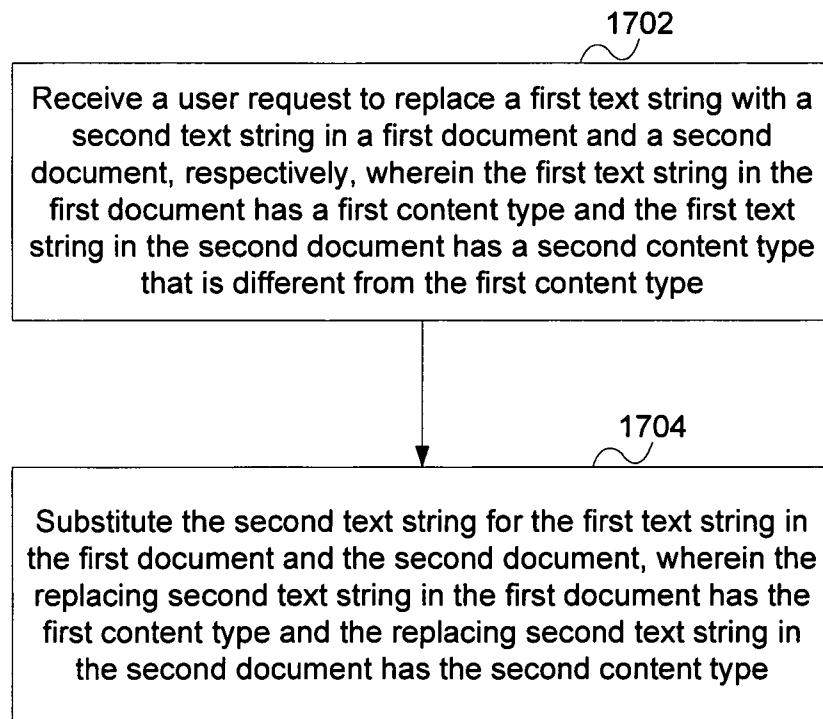 1702
Receive a user request to replace a first text string with a
second text string in a first document and a second
document, respectively, wherein the first text string in the
first document has a first content type and the first text
string in the second document has a second content type
that is different from the first content type
1704
Substitute the second text string for the first text string in
the first document and the second document, wherein the
replacing second text string in the first document has the
first content type and the replacing second text string in
the second document has the second content type